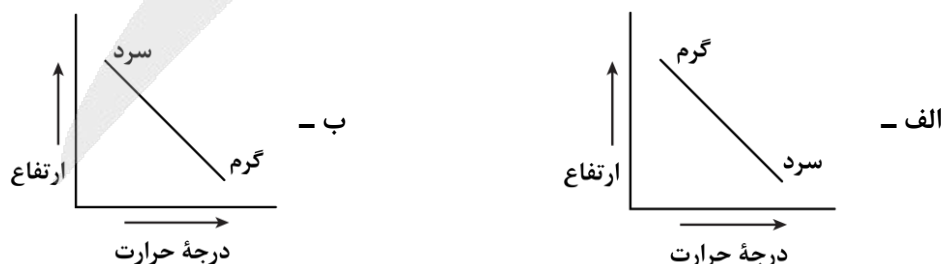 الف –
گرم
سرد
ارتفاع
درجهٔ حرارت
ب –
سرد
گرم
ارتفاع
درجهٔ حرارت